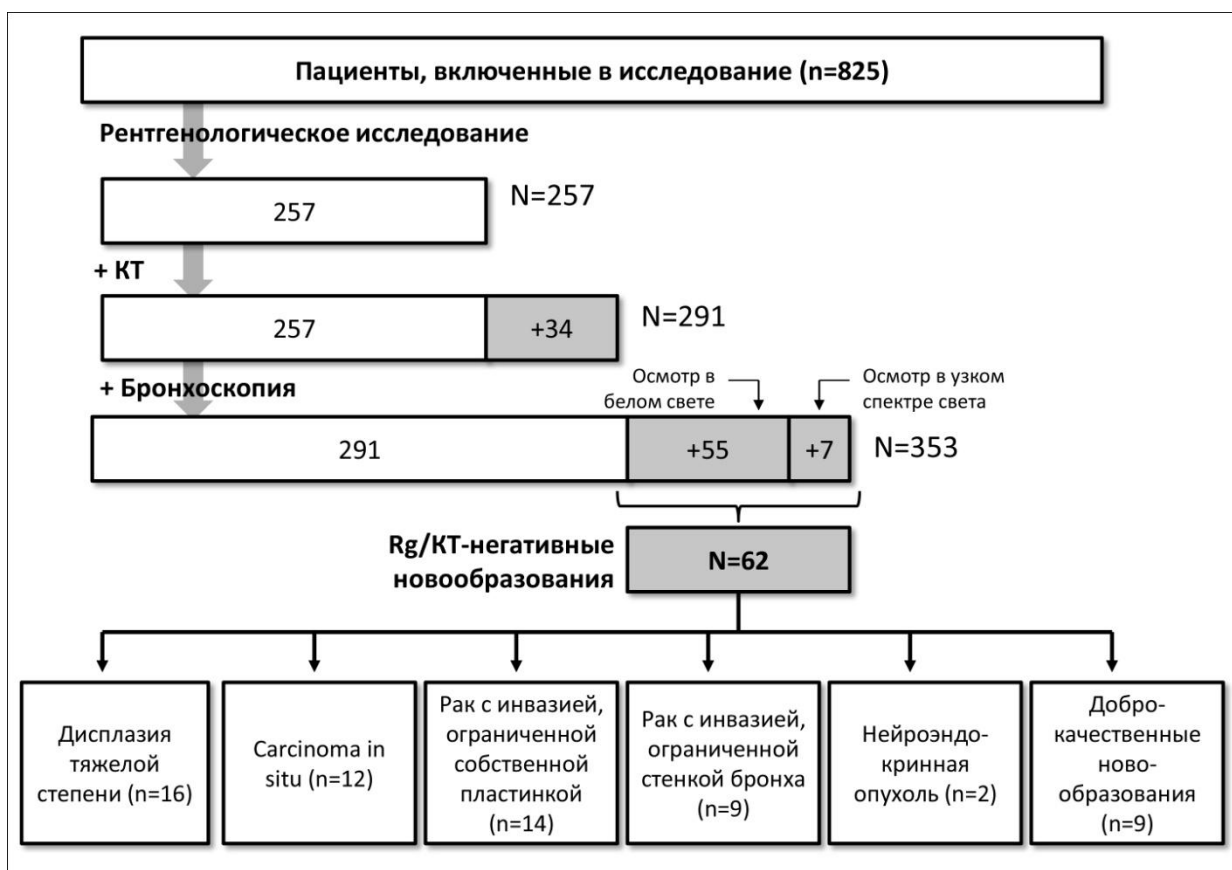 Пациенты, включенные в исследование (n=825)
Рентгенологическое исследование
257
N=257
+ КТ
257
+34
N=291
+ Бронхоскопия
Осмотр в
белом свете
Осмотр в узком
спектре света
291
+55
+7
N=353
Rg/КТ-негативные
новообразования
N=62
Дисплазия
тяжелой
степени (n=16)
Carcinoma in
situ (n=12)
Рак с инвазией,
ограниченной
собственной
пластинкой
(n=14)
Рак с инвазией,
ограниченной
стенкой бронха
(n=9)
Нейроэндо-
кринная
опухоль (n=2)
Добро-
качественные
ново-
образования
(n=9)